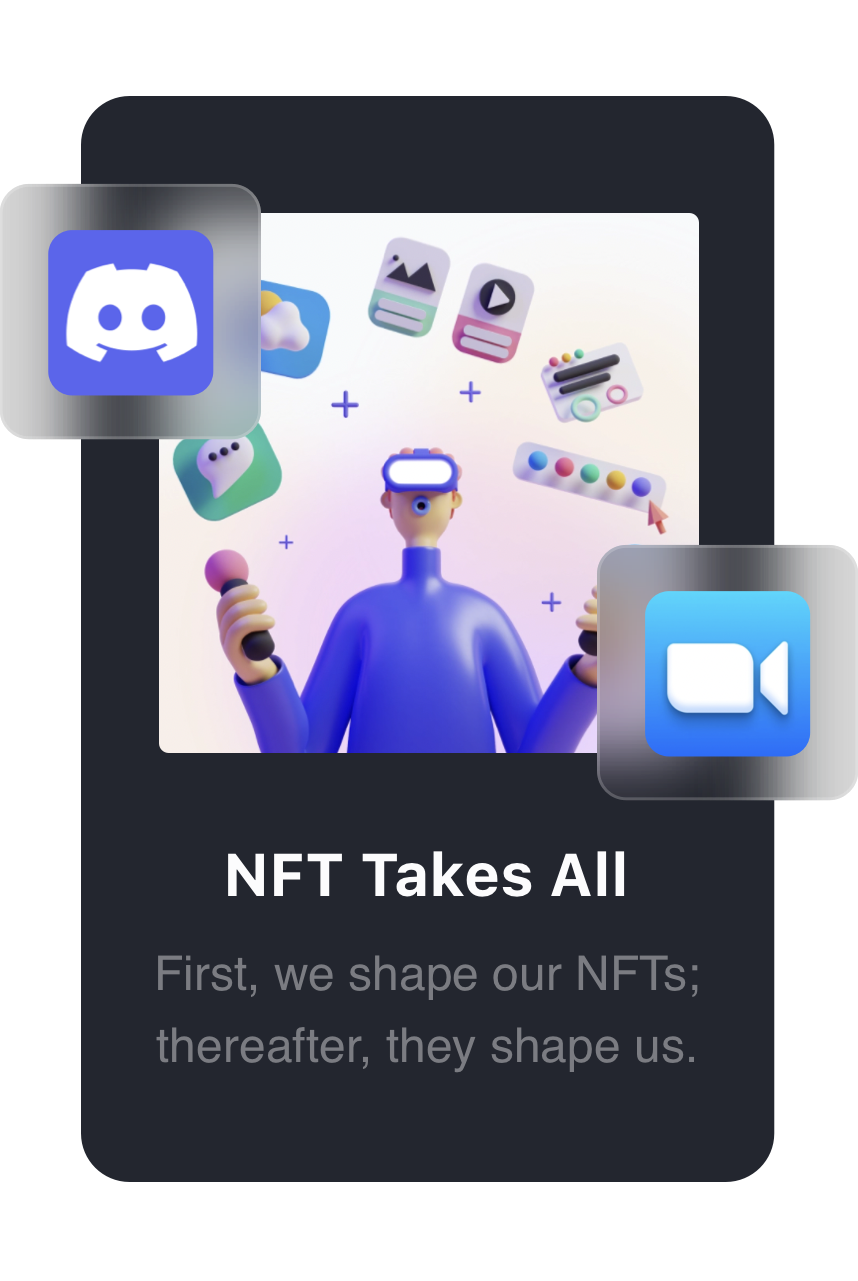 NFT Takes All
First, we shape our NFTs;
thereafter, they shape us.